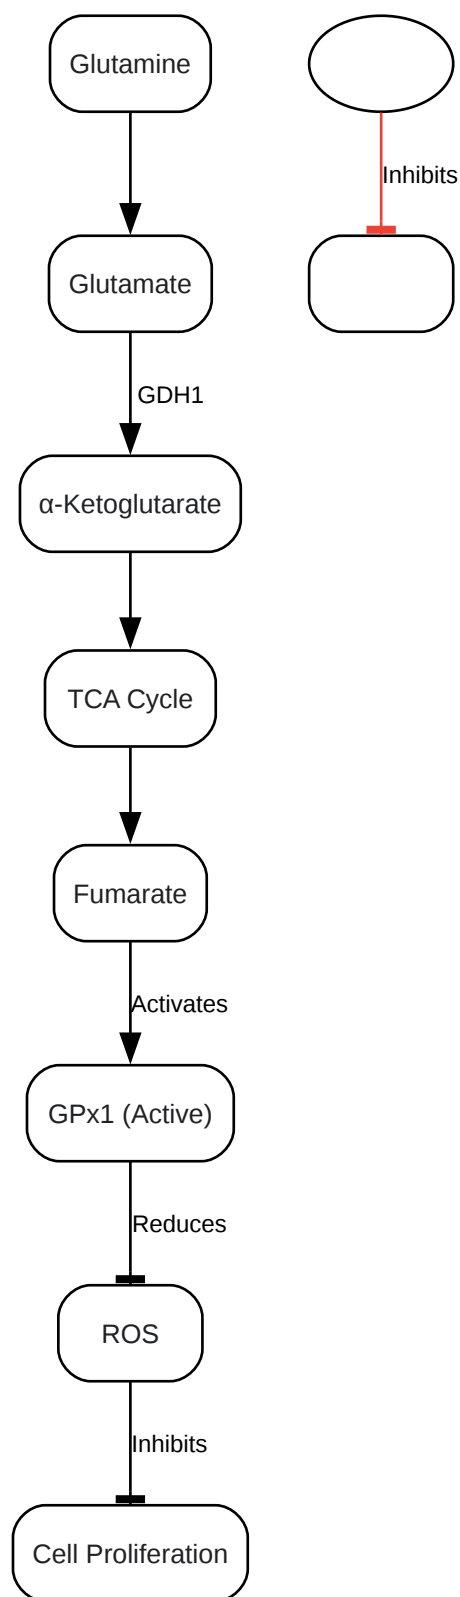 Glutamine
Inhibits
Glutamate
GDH1
α-Ketoglutarate
TCA Cycle
Fumarate
Activates
GPx1 (Active)
Reduces
ROS
Inhibits
Cell Proliferation